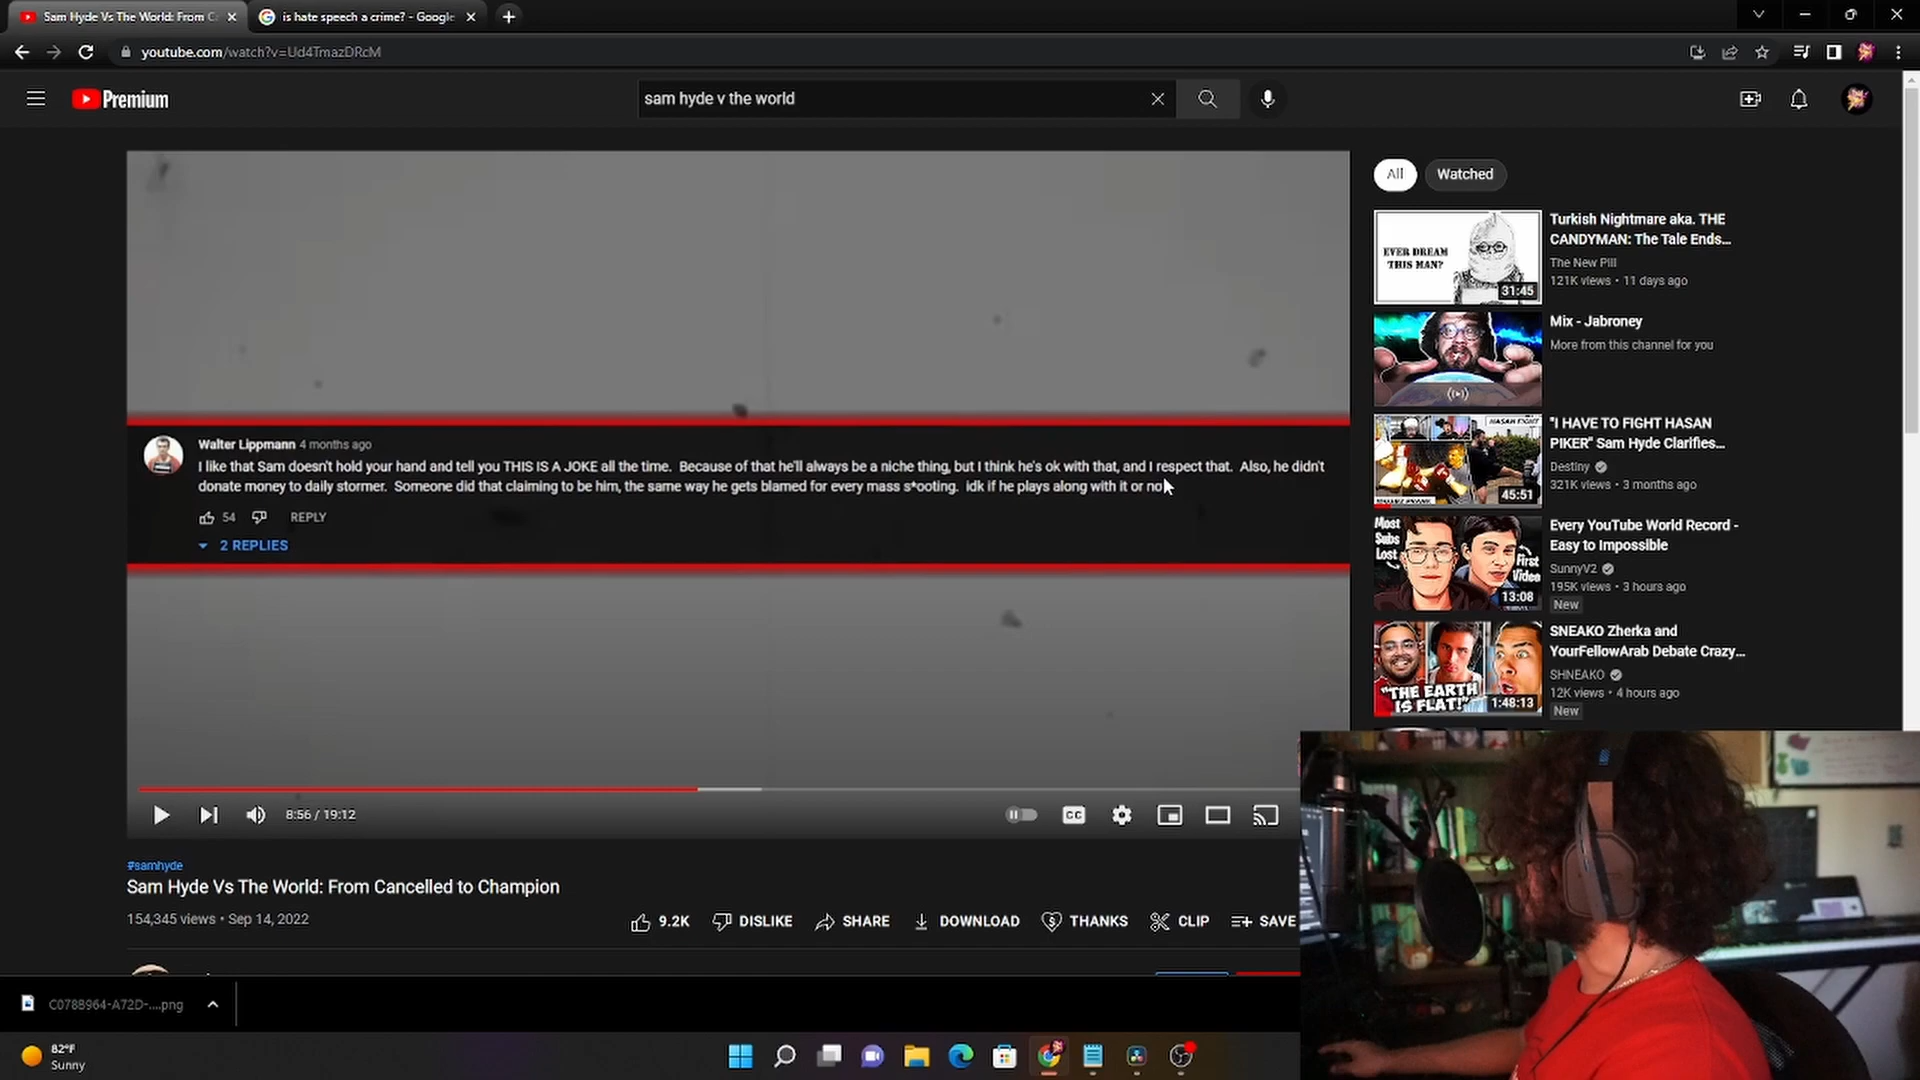 Sam Hyde Vs The World: From C
is hate speech a crime? - Google
youtube.com/watch?v=Ud4TmazDRcM
Premium
sam hyde v the world
All
Watched
Walter Lippmann 4 months ago
I like that Sam doesn't hold your hand and tell you THIS IS A JOKE all the time. Because of that he'll always be a niche thing, but I think he's ok with that, and I respect that. Also, he didn't
donate money to daily stormer. Someone did that claiming to be him, the same way he gets blamed for every mass s*ooting. idk if he plays along with it or no
54
REPLY
2 REPLIES
8:56 / 19:12
CC
#samhyde
Sam Hyde Vs The World: From Cancelled to Champion
154,345 views • Sep 14, 2022
9.2K
DISLIKE
SHARE
DOWNLOAD
THANKS
CLIP
SAVE
EVER DREAM
THIS MAN?
31:45
Turkish Nightmare aka. THE
CANDYMAN: The Tale Ends...
The New Pill
121K views • 11 days ago
Mix - Jabroney
More from this channel for you
HASAN FIGHT
45:51
"I HAVE TO FIGHT HASAN
PIKER" Sam Hyde Clarifies...
Destiny
321K views • 3 months ago
Most
Subs
Lost
First
Video
13:08
Every YouTube World Record -
Easy to Impossible
SunnyV2
195K views • 3 hours ago
New
"THE EARTH
IS FLAT!"
1:48:13
SNEAKO Zherka and
YourFellowArab Debate Crazy...
SHNEAKO
12K views • 4 hours ago
New
C0788964-A72D-....png
82°F
Sunny